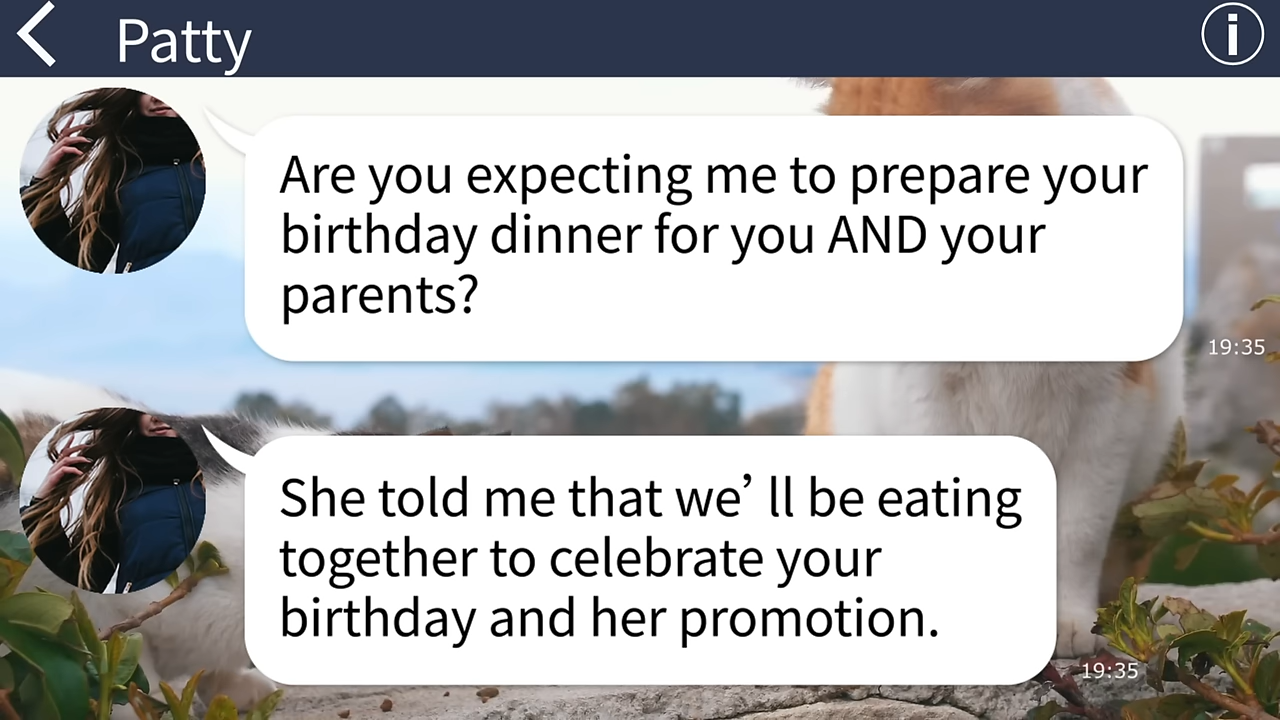 Patty
Are you expecting me to prepare your
birthday dinner for you AND your
parents?
19:35
She told me that we’ ll be eating
together to celebrate your
birthday and her promotion.
19:35